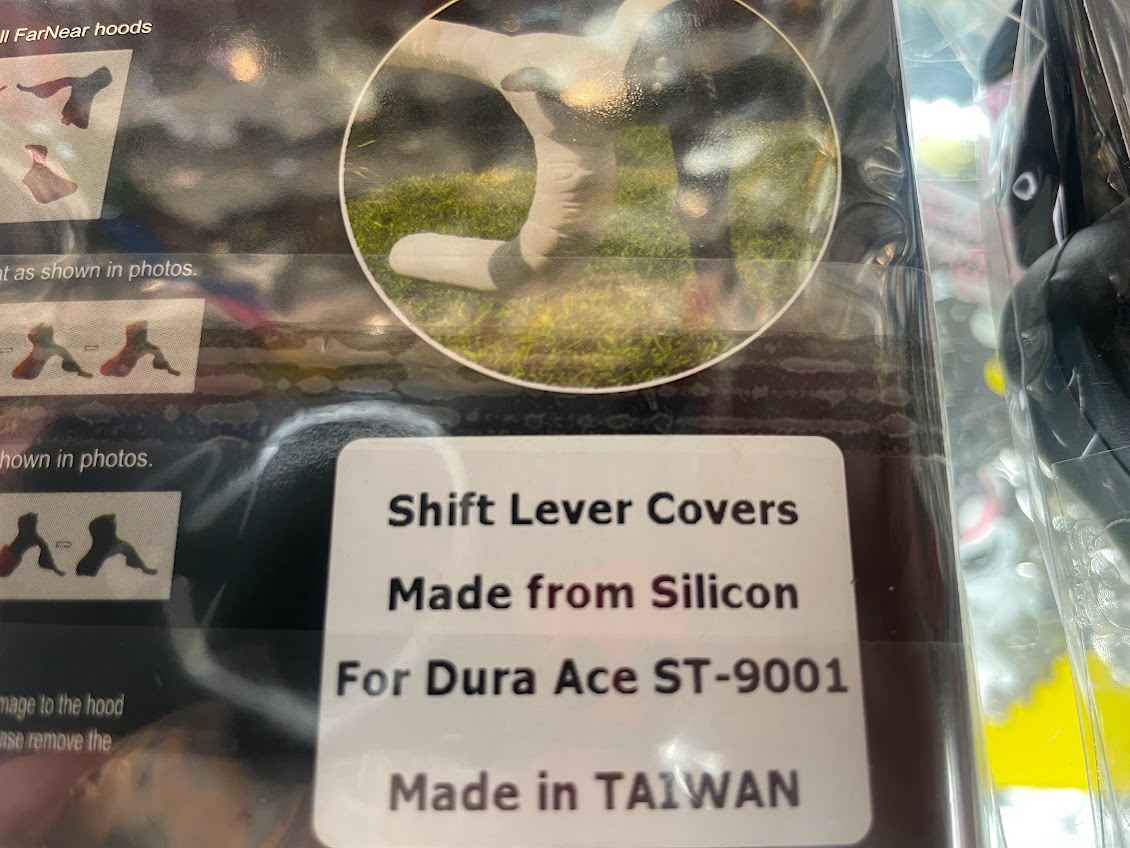 ll FarNear hoods
t as shown in photos.
hown in photos.
mage to the hood
ase remove the
Shift Lever Covers
Made from Silicon
For Dura Ace ST-9001
Made in TAIWAN